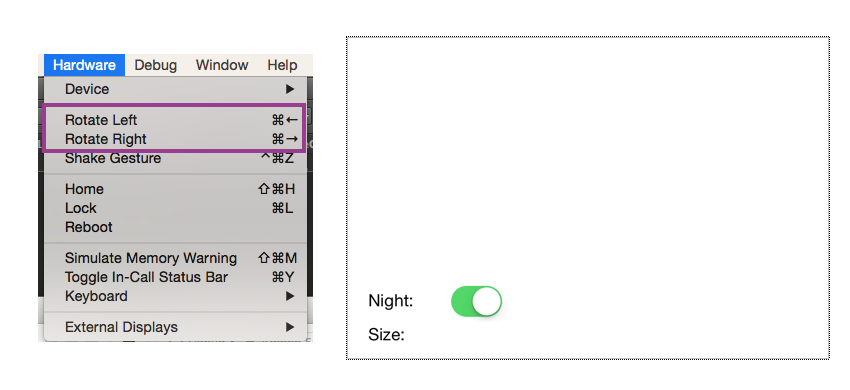 Hardware Debug Window Help
Device ▶
Rotate Left ⌘←
Rotate Right ⌘→
Shake Gesture ^⌘Z
Home ⇧⌘H
Lock ⌘L
Reboot
Simulate Memory Warning ⇧⌘M
Toggle In-Call Status Bar ⌘Y
Keyboard ▶
External Displays ▶
Night:
Size: